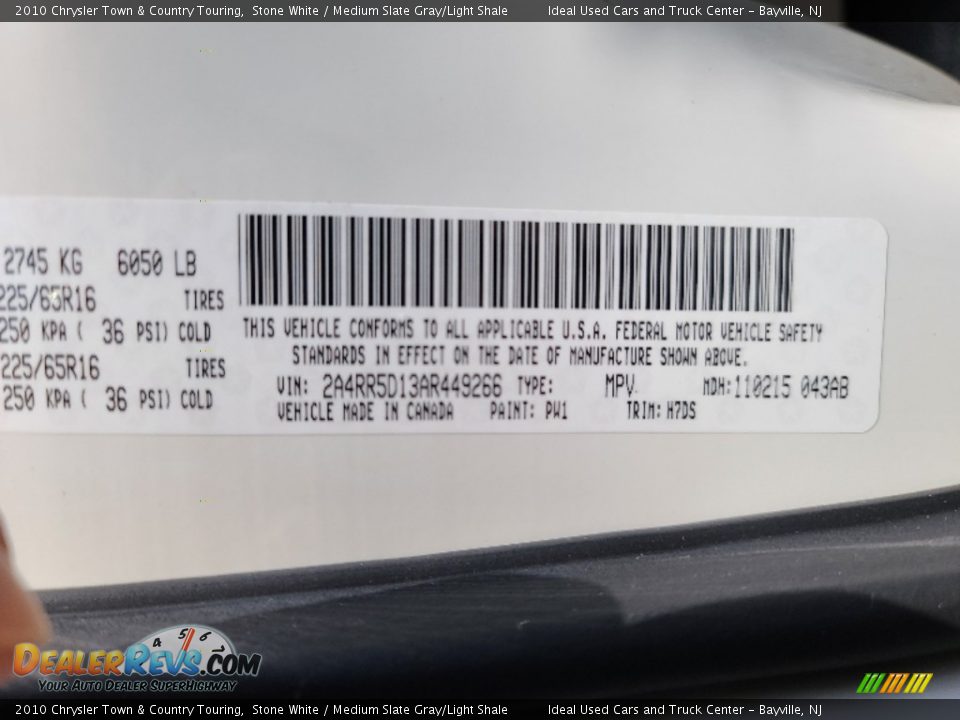 2010 Chrysler Town & Country Touring, Stone White / Medium Slate Gray/Light Shale Ideal Used Cars and Truck Center - Bayville, NJ
2745 KG 6050 LB
225/65R16 TIRES
250 KPA ( 36 PSI) COLD
225/65R16 TIRES
250 KPA ( 36 PSI) COLD
THIS VEHICLE CONFORMS TO ALL APPLICABLE U.S.A. FEDERAL MOTOR VEHICLE SAFETY
STANDARDS IN EFFECT ON THE DATE OF MANUFACTURE SHOWN ABOVE.
VIN: 2A4RR5D13AR449266 TYPE: MPV MDH: 110215 043AB
VEHICLE MADE IN CANADA PAINT: PW1 TRIM: H7DS
4 5 6
DEALERREVS.COM
YOUR AUTO DEALER SUPERHIGHWAY
2010 Chrysler Town & Country Touring, Stone White / Medium Slate Gray/Light Shale Ideal Used Cars and Truck Center - Bayville, NJ